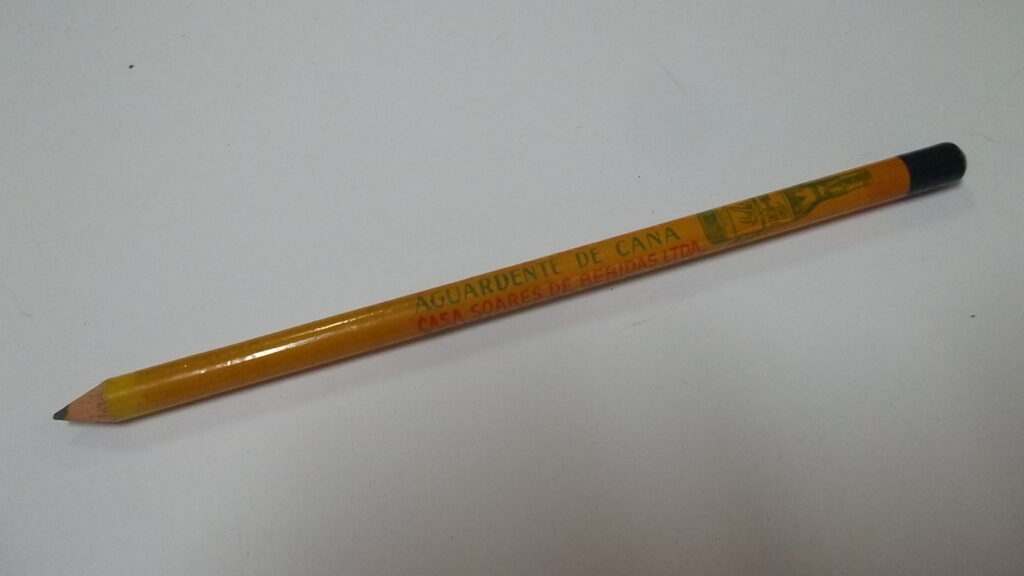 AGUARDENTE DE CANA
CASA SOARES DE BEBIDAS LTDA.